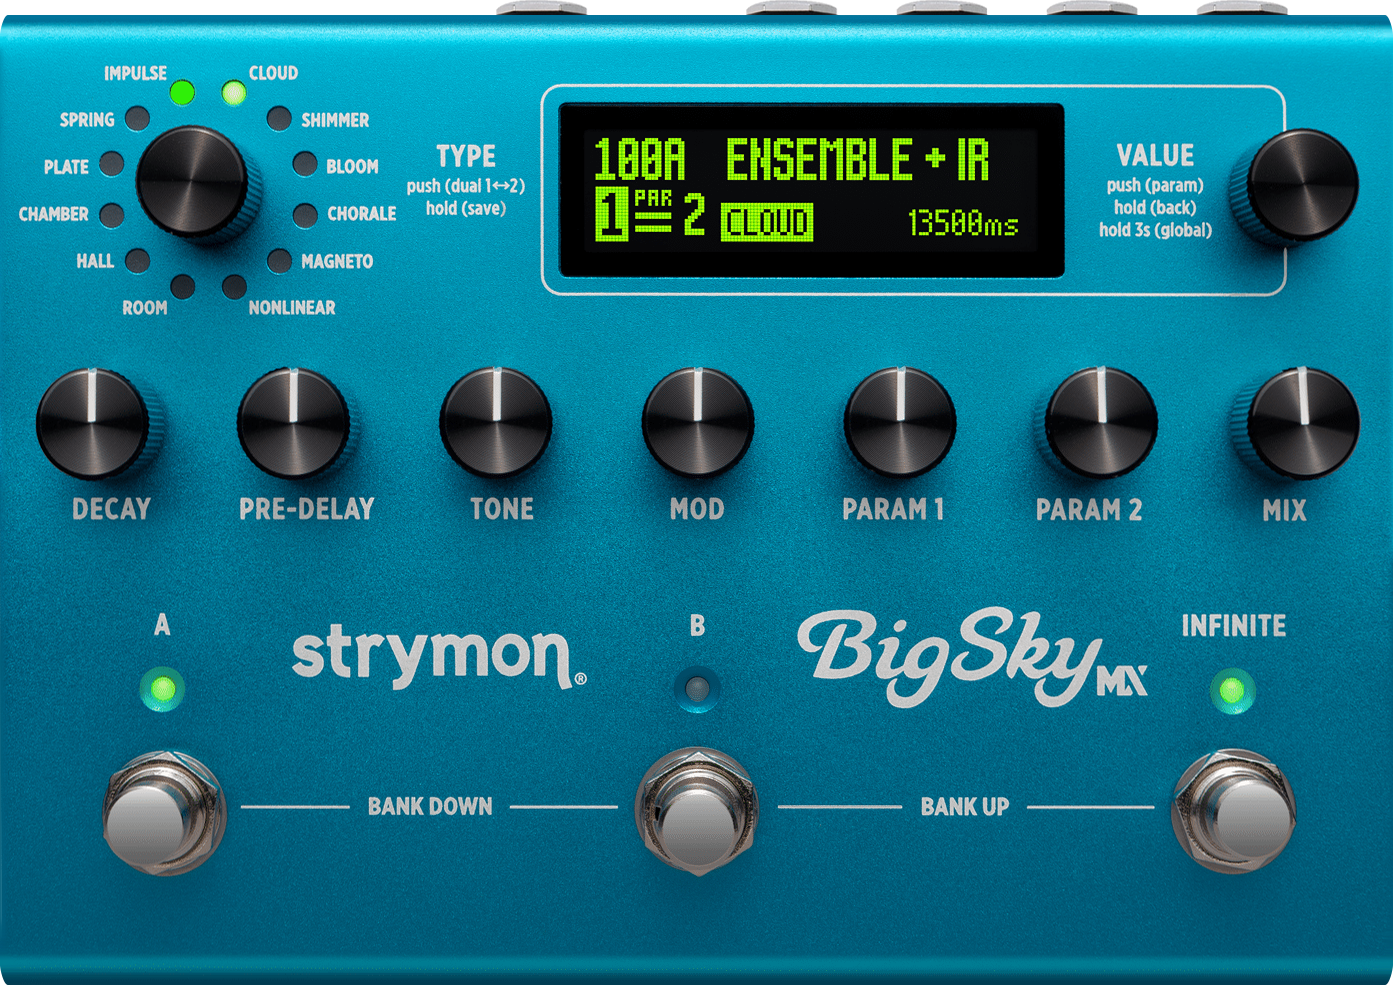 IMPULSE
CLOUD
SPRING
SHIMMER
PLATE
BLOOM
CHAMBER
CHORALE
HALL
MAGNETO
ROOM
NONLINEAR
TYPE
push (dual 1↔2)
hold (save)
100A ENSEMBLE + IR
1 PAR 2 CLOUD 13500ms
VALUE
push (param)
hold (back)
hold 3s (global)
DECAY
PRE-DELAY
TONE
MOD
PARAM 1
PARAM 2
MIX
A
strymon®
B
BigSky MX
INFINITE
BANK DOWN
BANK UP